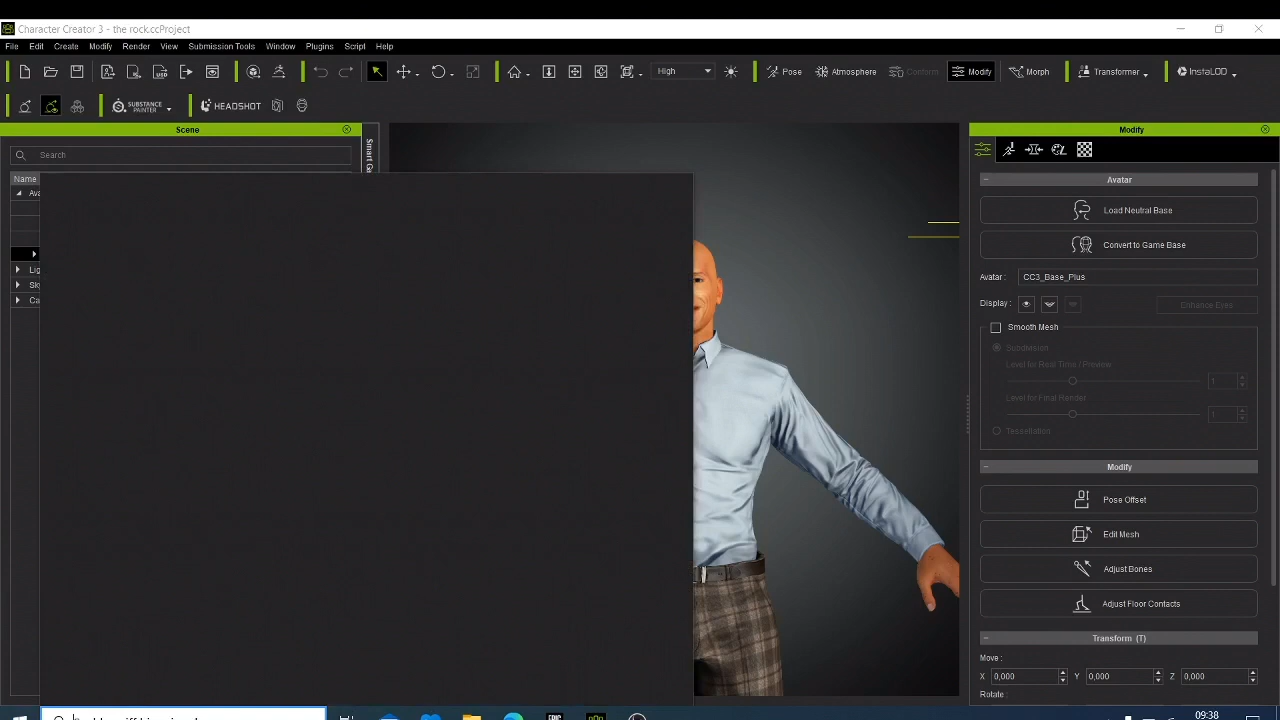 Character Creator 3 - the rock.ccProject
File Edit Create Modify Render View Submission Tools Window Plugins Script Help
High Pose Atmosphere Conform Modify Morph Transformer InstaLOD
SUBSTANCE PAINTER HEADSHOT
Scene
Search
Name
Smart
Modify
Avatar
Load Neutral Base
Convert to Game Base
Avatar : CC3_Base_Plus
Display : Enhance Eyes
Smooth Mesh
Subdivision
Level for Real Time / Preview
1
Level for Final Render
1
Tessellation
Modify
Pose Offset
Edit Mesh
Adjust Bones
Adjust Floor Contacts
Transform (T)
Move :
X 0,000 Y 0,000 Z 0,000
Rotate :
EPIC
09:38